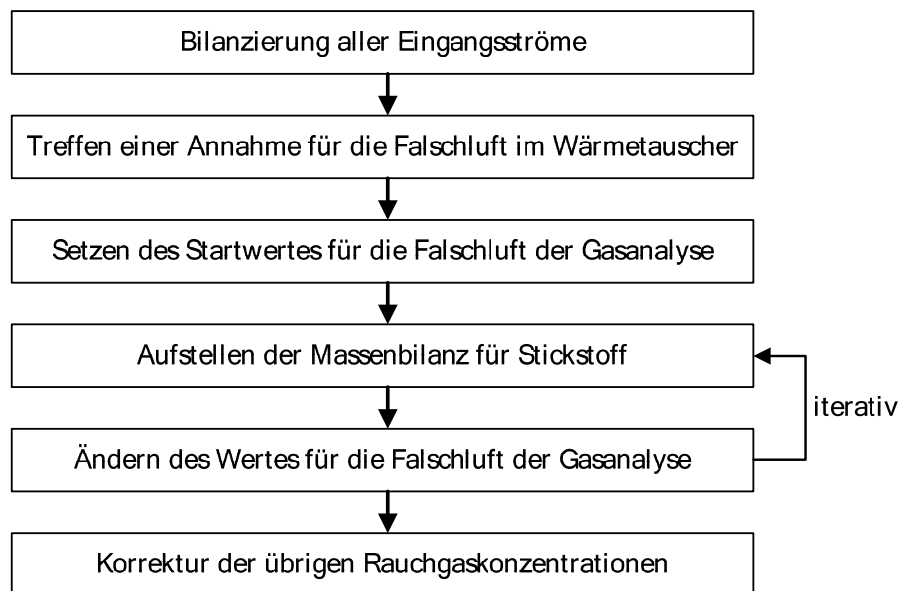 Bilanzierung aller Eingangsströme
Treffen einer Annahme für die Falschluft im Wärmetauscher
Setzen des Startwertes für die Falschluft der Gasanalyse
Aufstellen der Massenbilanz für Stickstoff
iterativ
Ändern des Wertes für die Falschluft der Gasanalyse
Korrektur der übrigen Rauchgaskonzentrationen